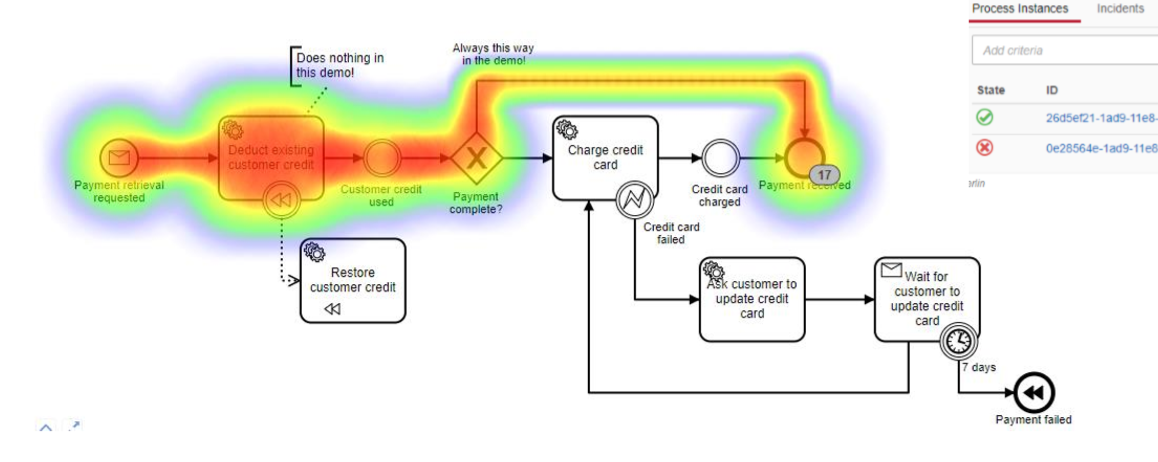 Process Instances Incidents
Add criteria
State ID
26d5ef21-1ad9-11e8-
0e28564e-1ad9-11e8
Does nothing in
this demo!
Always this way
in the demo!
Deduct existing
customer credit
Payment retrieval
requested
Customer credit
used
Payment
complete?
Charge credit
card
Credit card
charged
Payment received
17
Credit card
failed
Restore
customer credit
Ask customer to
update credit
card
Wait for
customer to
update credit
card
7 days
Payment failed